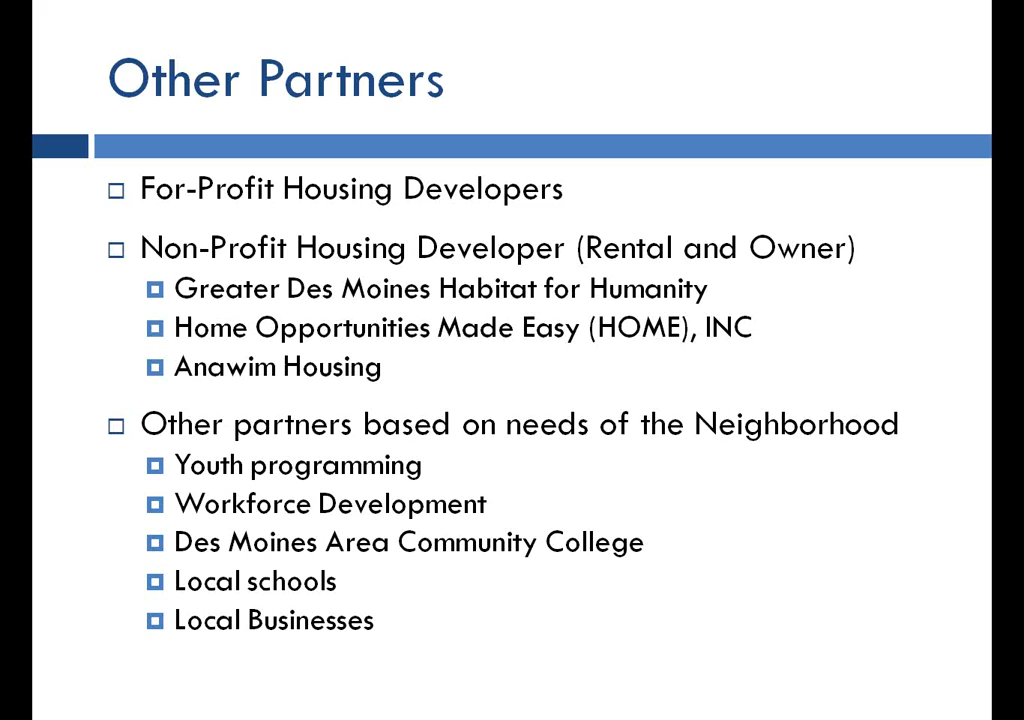 Other Partners
For-Profit Housing Developers
Non-Profit Housing Developer (Rental and Owner)
Greater Des Moines Habitat for Humanity
Home Opportunities Made Easy (HOME), INC
Anawim Housing
Other partners based on needs of the Neighborhood
Youth programming
Workforce Development
Des Moines Area Community College
Local schools
Local Businesses